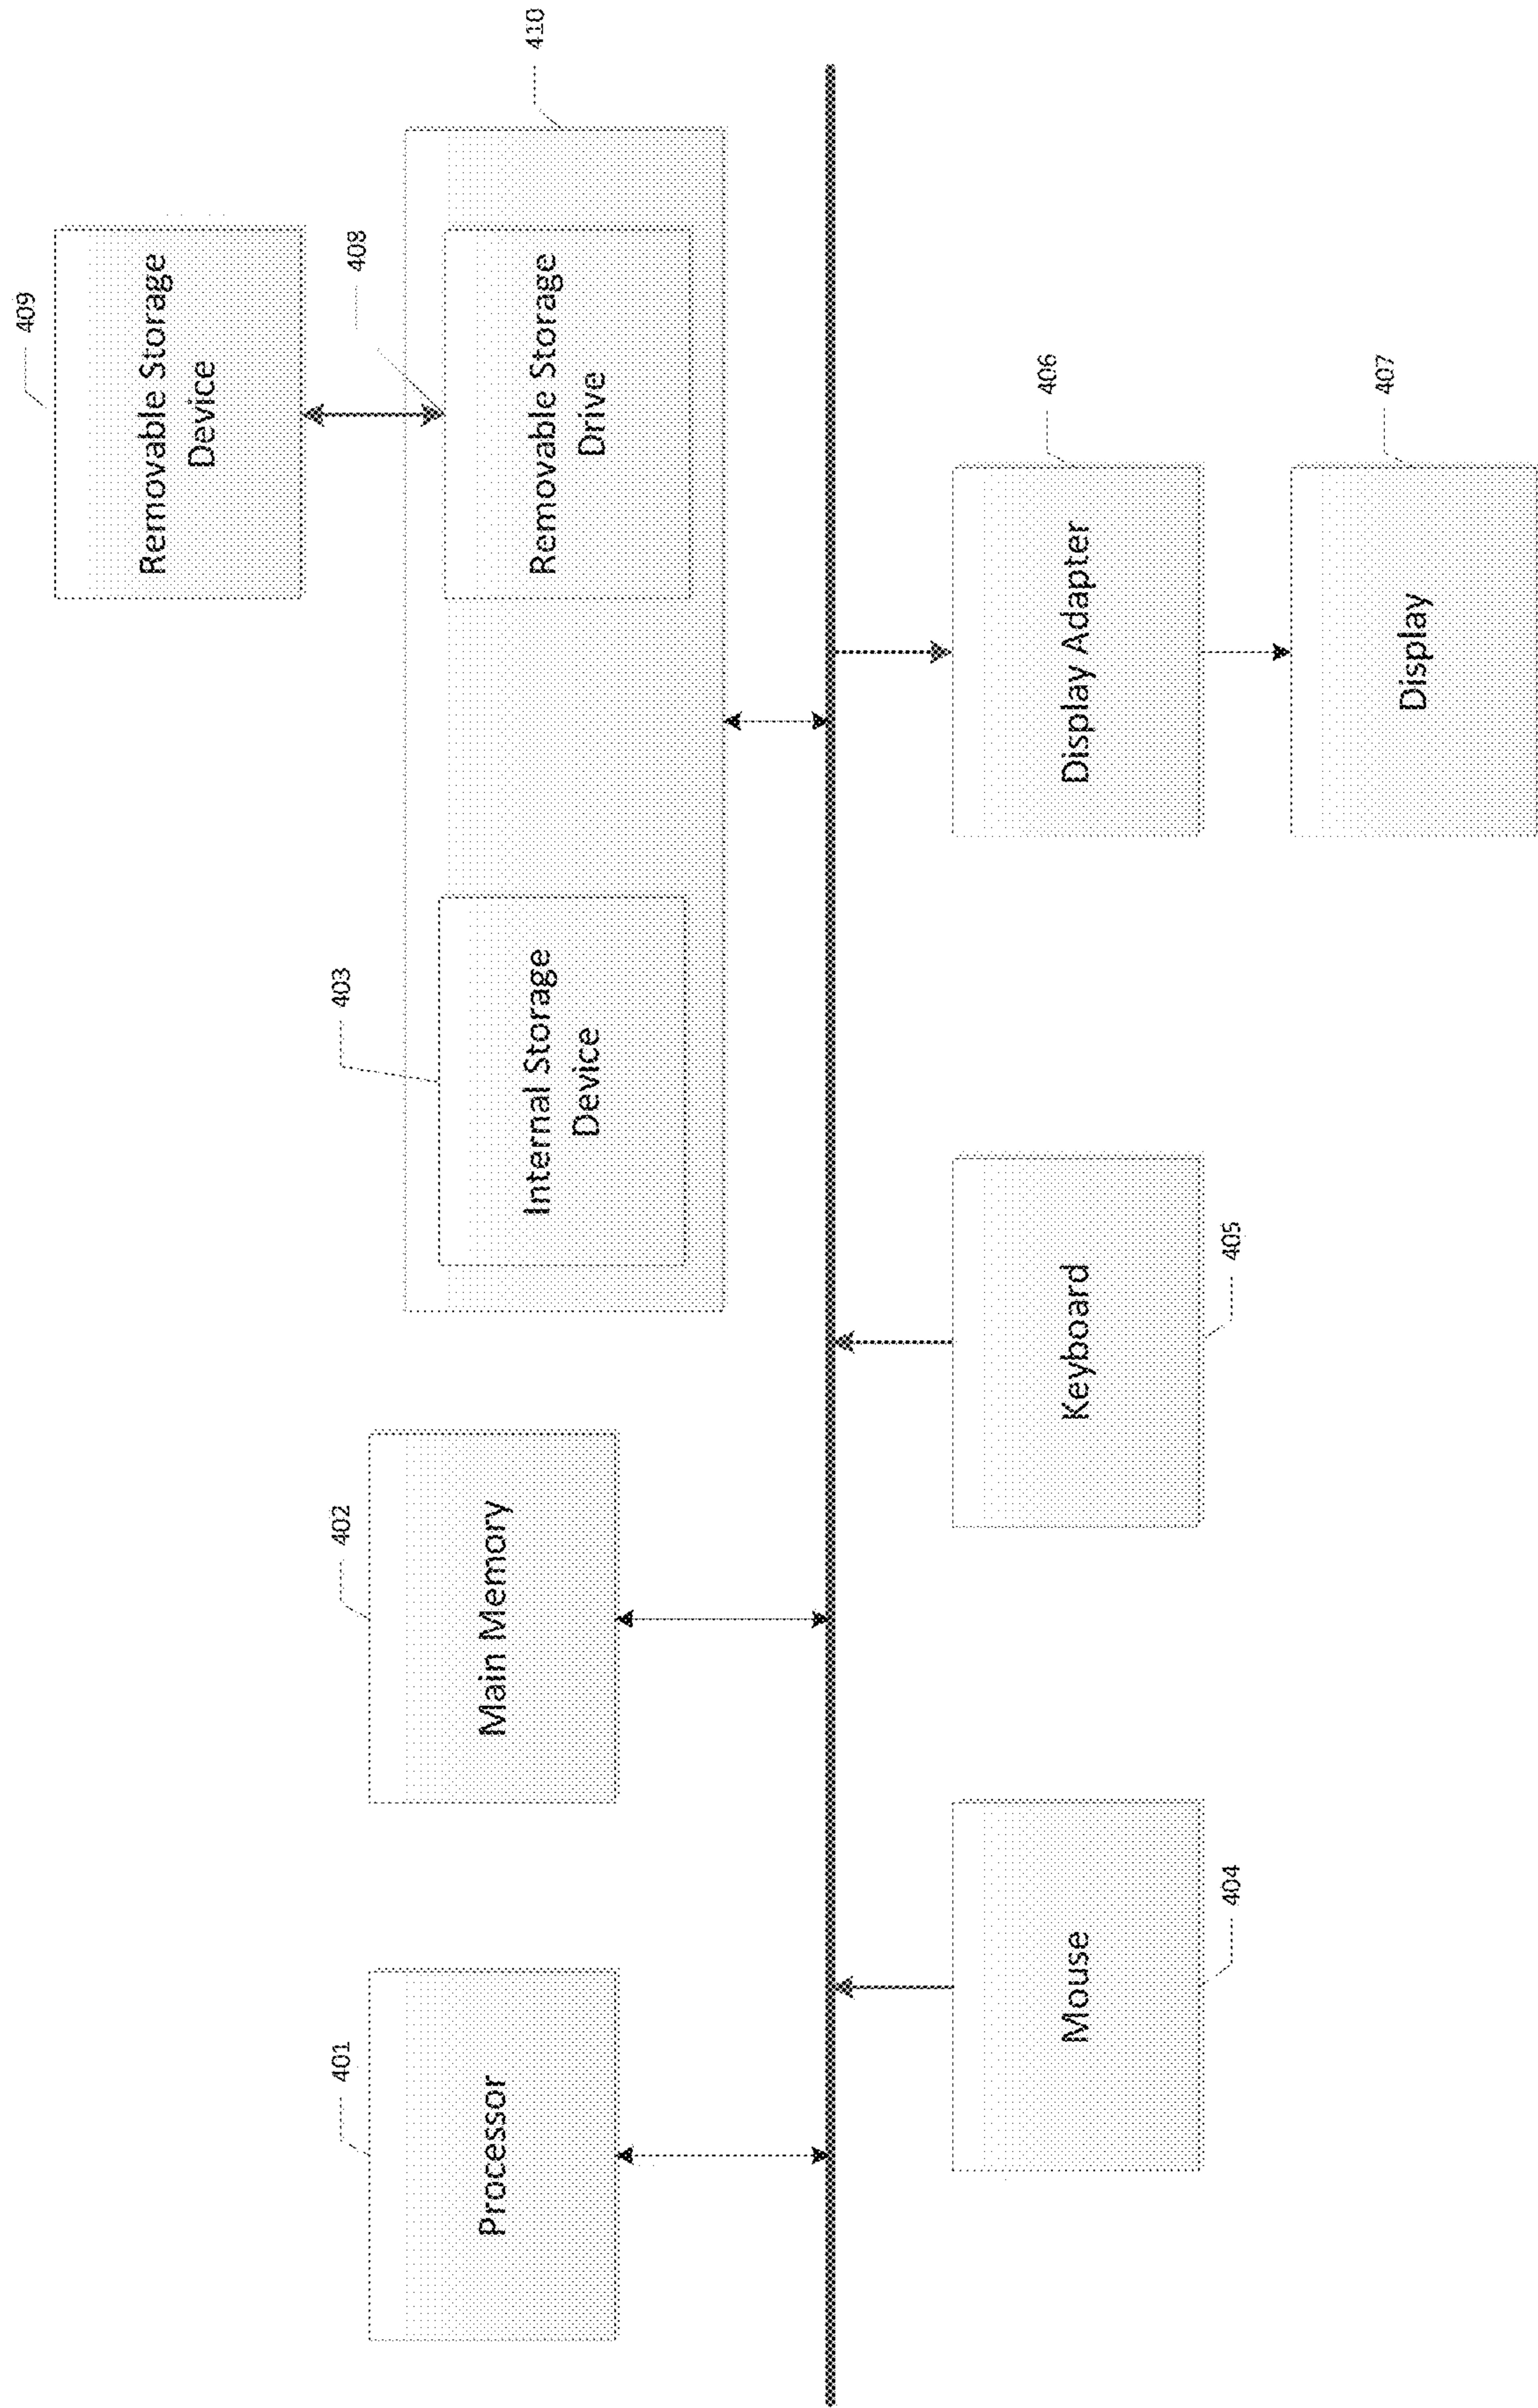 409
Removable Storage
Device
410
408
Removable Storage
Drive
403
Internal Storage
Device
402
Main Memory
401
Processor
406
Display Adapter
407
Display
405
Keyboard
404
Mouse